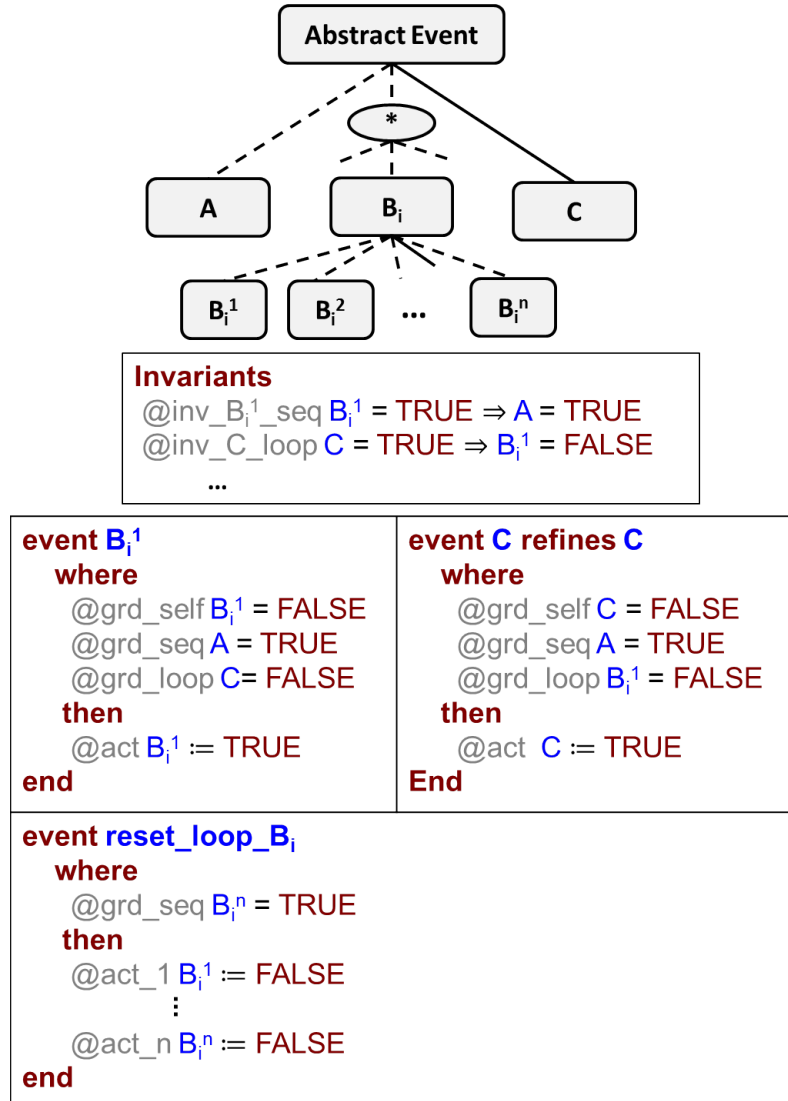 Abstract Event
*
A
Bᵢ
C
Bᵢ¹
Bᵢ²
...
Bᵢⁿ
Invariants
@inv_Bᵢ¹_seq Bᵢ¹ = TRUE ⇒ A = TRUE
@inv_C_loop C = TRUE ⇒ Bᵢ¹ = FALSE
...
event Bᵢ¹
where
@grd_self Bᵢ¹ = FALSE
@grd_seq A = TRUE
@grd_loop C= FALSE
then
@act Bᵢ¹ ≔ TRUE
end
event C refines C
where
@grd_self C = FALSE
@grd_seq A = TRUE
@grd_loop Bᵢ¹ = FALSE
then
@act C ≔ TRUE
End
event reset_loop_Bᵢ
where
@grd_seq Bᵢⁿ = TRUE
then
@act_1 Bᵢ¹ ≔ FALSE
⋮
@act_n Bᵢⁿ ≔ FALSE
end